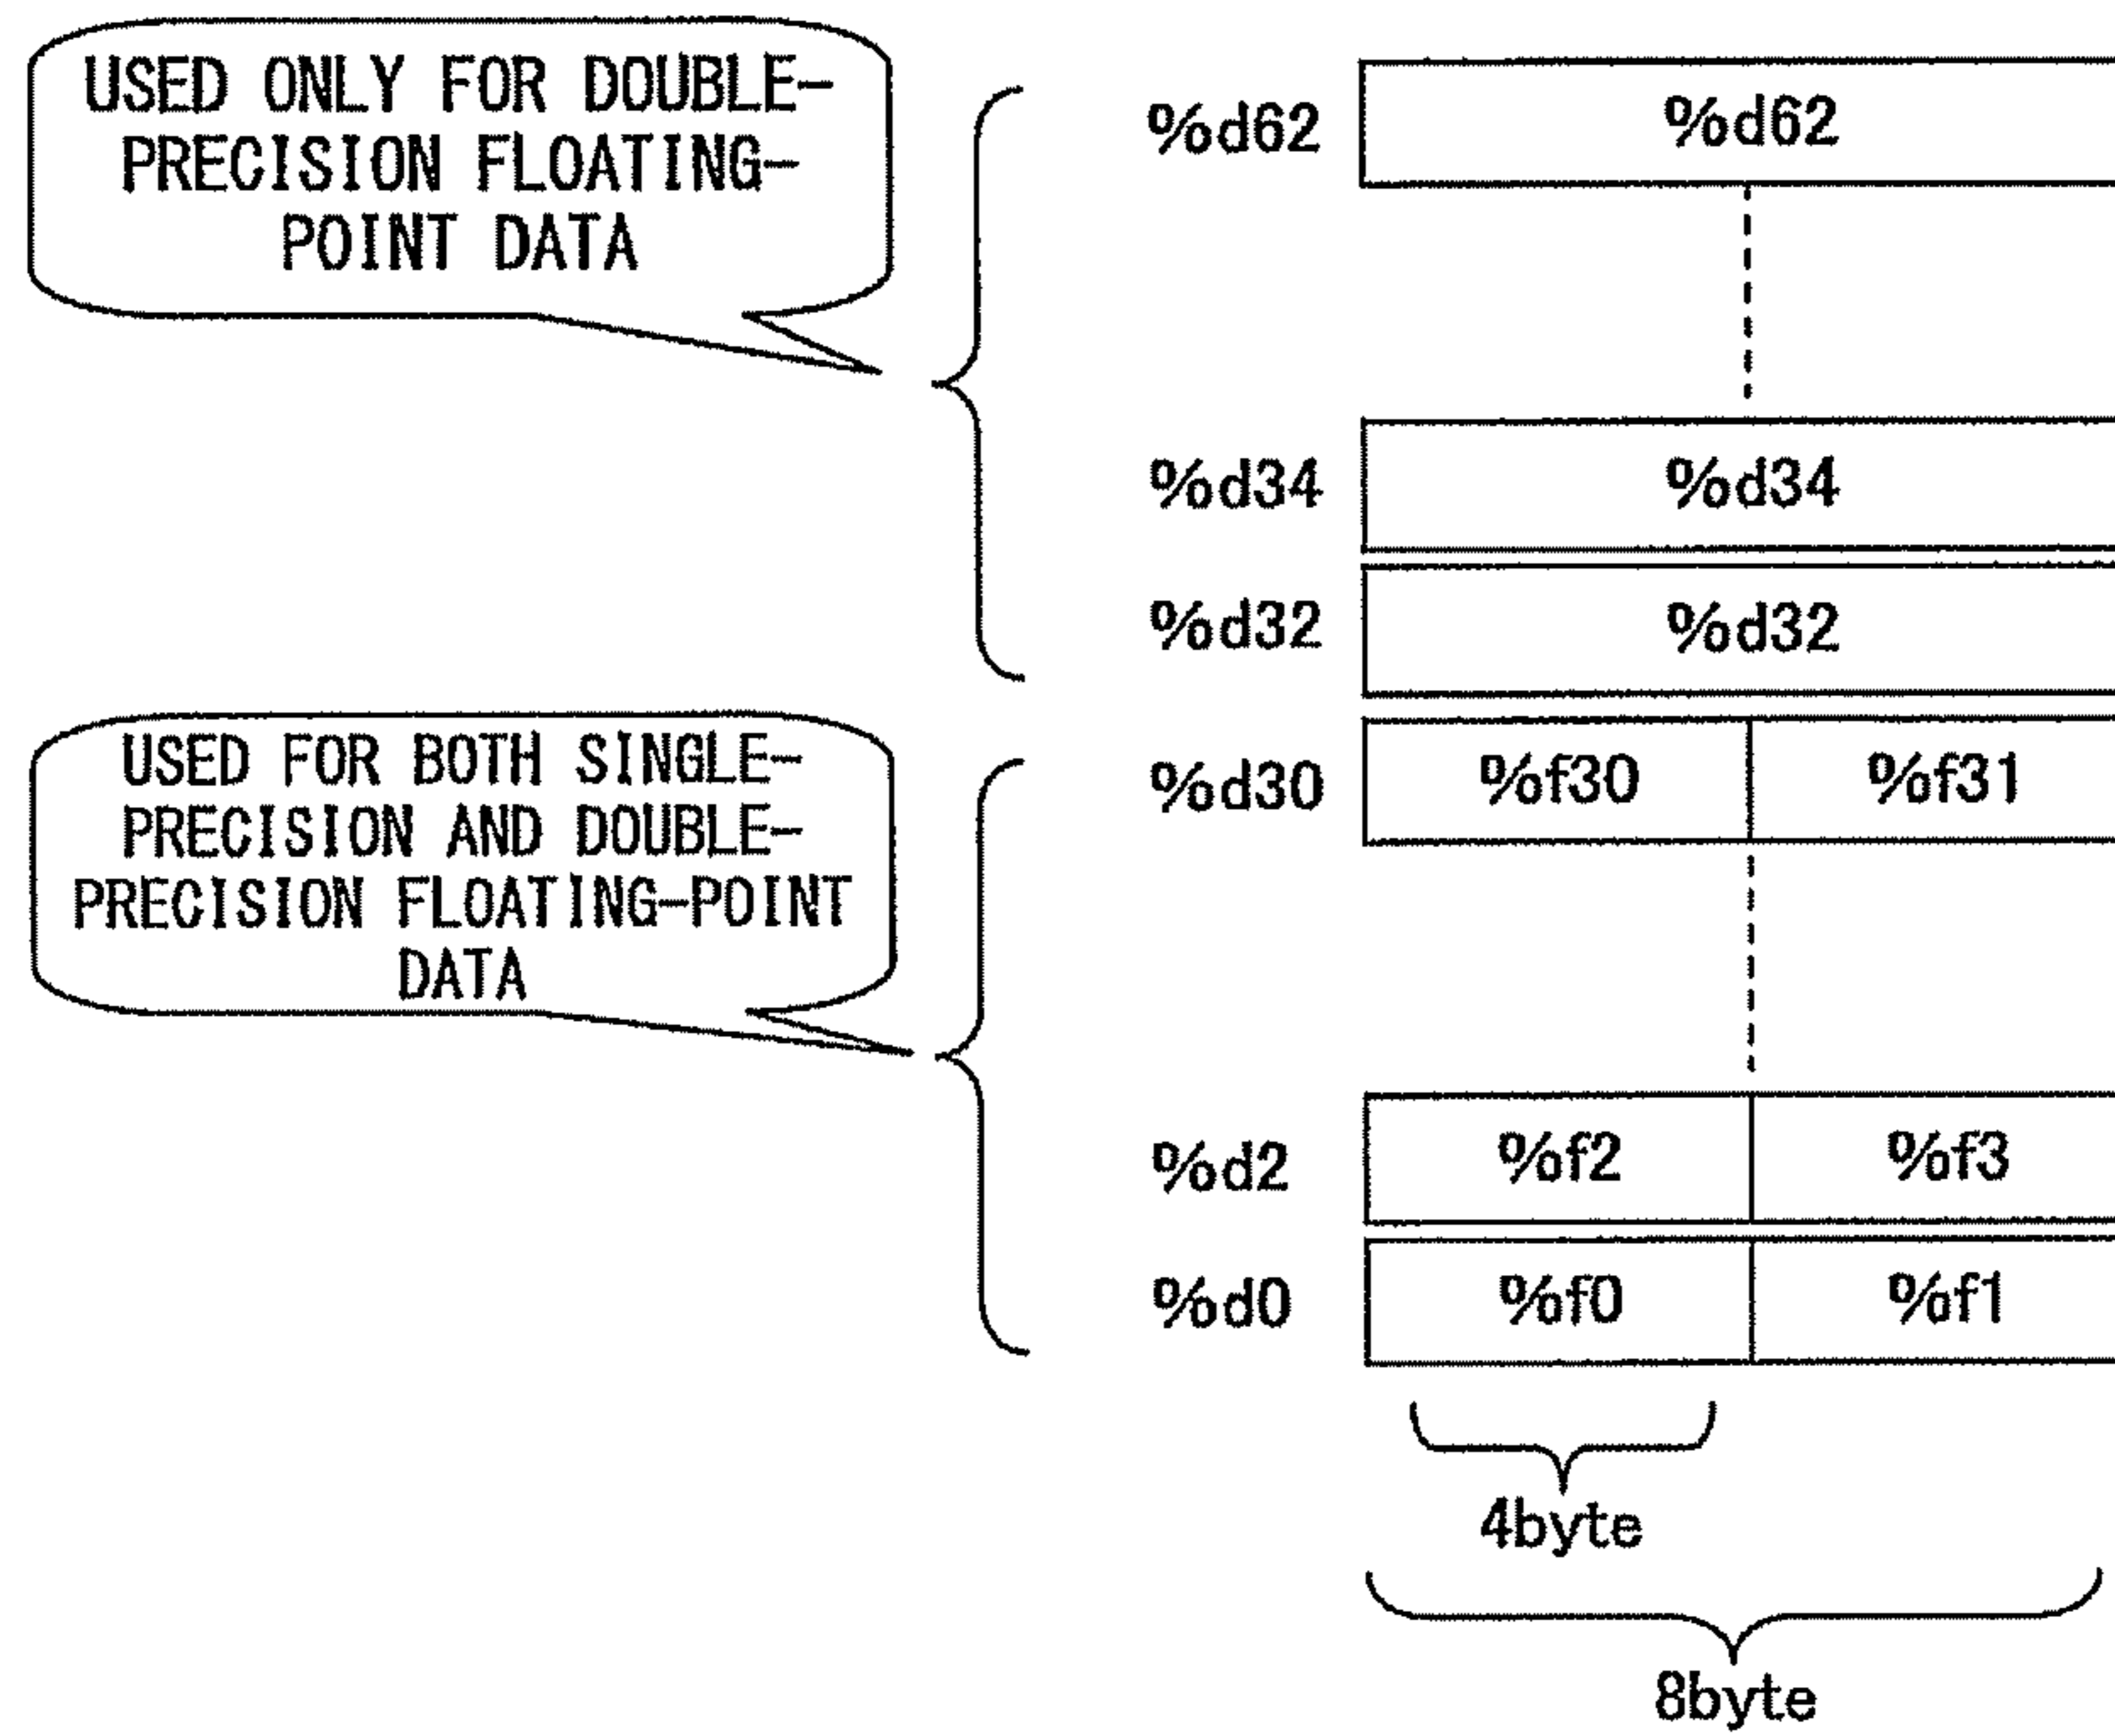 USED ONLY FOR DOUBLE-
PRECISION FLOATING-
POINT DATA
%d62 %d62
%d34 %d34
%d32 %d32
USED FOR BOTH SINGLE-
PRECISION AND DOUBLE-
PRECISION FLOATING-POINT
DATA
%d30 %f30 %f31
%d2 %f2 %f3
%d0 %f0 %f1
4byte
8byte